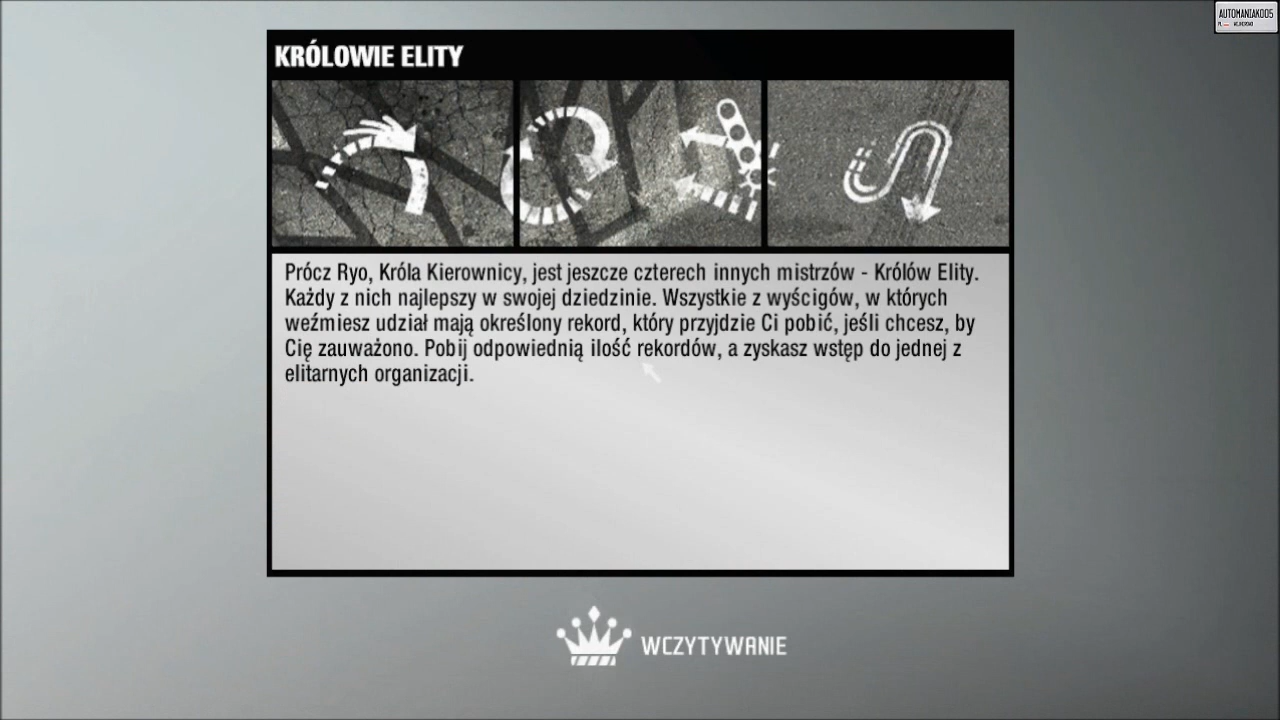 AUTOMANIAK005
KRÓLOWIE ELITY
Prócz Ryo, Króla Kierownicy, jest jeszcze czterech innych mistrzów - Królów Elity.
Każdy z nich najlepszy w swojej dziedzinie. Wszystkie z wyścigów, w których
weźmiesz udział mają określony rekord, który przyjdzie Ci pobić, jeśli chcesz, by
Cię zauważono. Pobij odpowiednią ilość rekordów, a zyskasz wstęp do jednej z
elitarnych organizacji.
WCZYTYWANIE